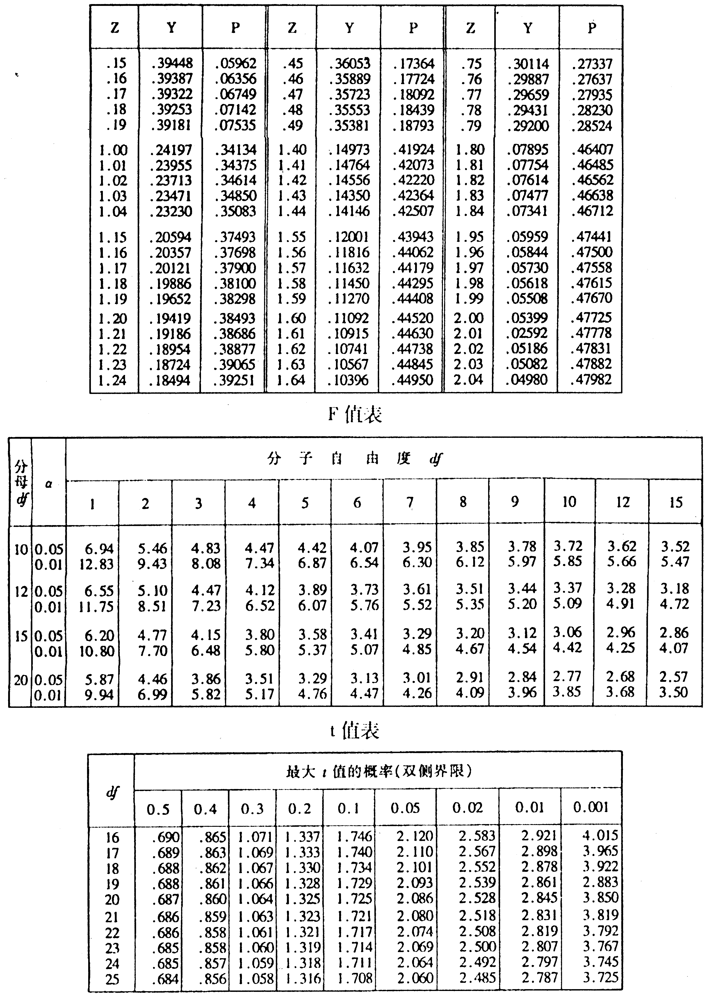 Z Y P Z Y P Z Y P
.15 .39448 .05962 .45 .36053 .17364 .75 .30114 .27337
.16 .39387 .06356 .46 .35889 .17724 .76 .29887 .27637
.17 .39322 .06749 .47 .35723 .18092 .77 .29659 .27935
.18 .39253 .07142 .48 .35553 .18439 .78 .29431 .28230
.19 .39181 .07535 .49 .35381 .18793 .79 .29200 .28524
1.00 .24197 .34134 1.40 .14973 .41924 1.80 .07895 .46407
1.01 .23955 .34375 1.41 .14764 .42073 1.81 .07754 .46485
1.02 .23713 .34614 1.42 .14556 .42220 1.82 .07614 .46562
1.03 .23471 .34850 1.43 .14350 .42364 1.83 .07477 .46638
1.04 .23230 .35083 1.44 .14146 .42507 1.84 .07341 .46712
1.15 .20594 .37493 1.55 .12001 .43943 1.95 .05959 .47441
1.16 .20357 .37698 1.56 .11816 .44062 1.96 .05844 .47500
1.17 .20121 .37900 1.57 .11632 .44179 1.97 .05730 .47558
1.18 .19886 .38100 1.58 .11450 .44295 1.98 .05618 .47615
1.19 .19652 .38298 1.59 .11270 .44408 1.99 .05508 .47670
1.20 .19419 .38493 1.60 .11092 .44520 2.00 .05399 .47725
1.21 .19186 .38686 1.61 .10915 .44630 2.01 .02592 .47778
1.22 .18954 .38877 1.62 .10741 .44738 2.02 .05186 .47831
1.23 .18724 .39065 1.63 .10567 .44845 2.03 .05082 .47882
1.24 .18494 .39251 1.64 .10396 .44950 2.04 .04980 .47982
F 值表
分母df α 分子自由度 df
1 2 3 4 5 6 7 8 9 10 12 15
10 0.05 6.94 5.46 4.83 4.47 4.42 4.07 3.95 3.85 3.78 3.72 3.62 3.52
0.01 12.83 9.43 8.08 7.34 6.87 6.54 6.30 6.12 5.97 5.85 5.66 5.47
12 0.05 6.55 5.10 4.47 4.12 3.89 3.73 3.61 3.51 3.44 3.37 3.28 3.18
0.01 11.75 8.51 7.23 6.52 6.07 5.76 5.52 5.35 5.20 5.09 4.91 4.72
15 0.05 6.20 4.77 4.15 3.80 3.58 3.41 3.29 3.20 3.12 3.06 2.96 2.86
0.01 10.80 7.70 6.48 5.80 5.37 5.07 4.85 4.67 4.54 4.42 4.25 4.07
20 0.05 5.87 4.46 3.86 3.51 3.29 3.13 3.01 2.91 2.84 2.77 2.68 2.57
0.01 9.94 6.99 5.82 5.17 4.76 4.47 4.26 4.09 3.96 3.85 3.68 3.50
t 值表
df 最大 t 值的概率(双侧界限)
0.5 0.4 0.3 0.2 0.1 0.05 0.02 0.01 0.001
16 .690 .865 1.071 1.337 1.746 2.120 2.583 2.921 4.015
17 .689 .863 1.069 1.333 1.740 2.110 2.567 2.898 3.965
18 .688 .862 1.067 1.330 1.734 2.101 2.552 2.878 3.922
19 .688 .861 1.066 1.328 1.729 2.093 2.539 2.861 2.883
20 .687 .860 1.064 1.325 1.725 2.086 2.528 2.845 3.850
21 .686 .859 1.063 1.323 1.721 2.080 2.518 2.831 3.819
22 .686 .858 1.061 1.321 1.717 2.074 2.508 2.819 3.792
23 .685 .858 1.060 1.319 1.714 2.069 2.500 2.807 3.767
24 .685 .857 1.059 1.318 1.711 2.064 2.492 2.797 3.745
25 .684 .856 1.058 1.316 1.708 2.060 2.485 2.787 3.725